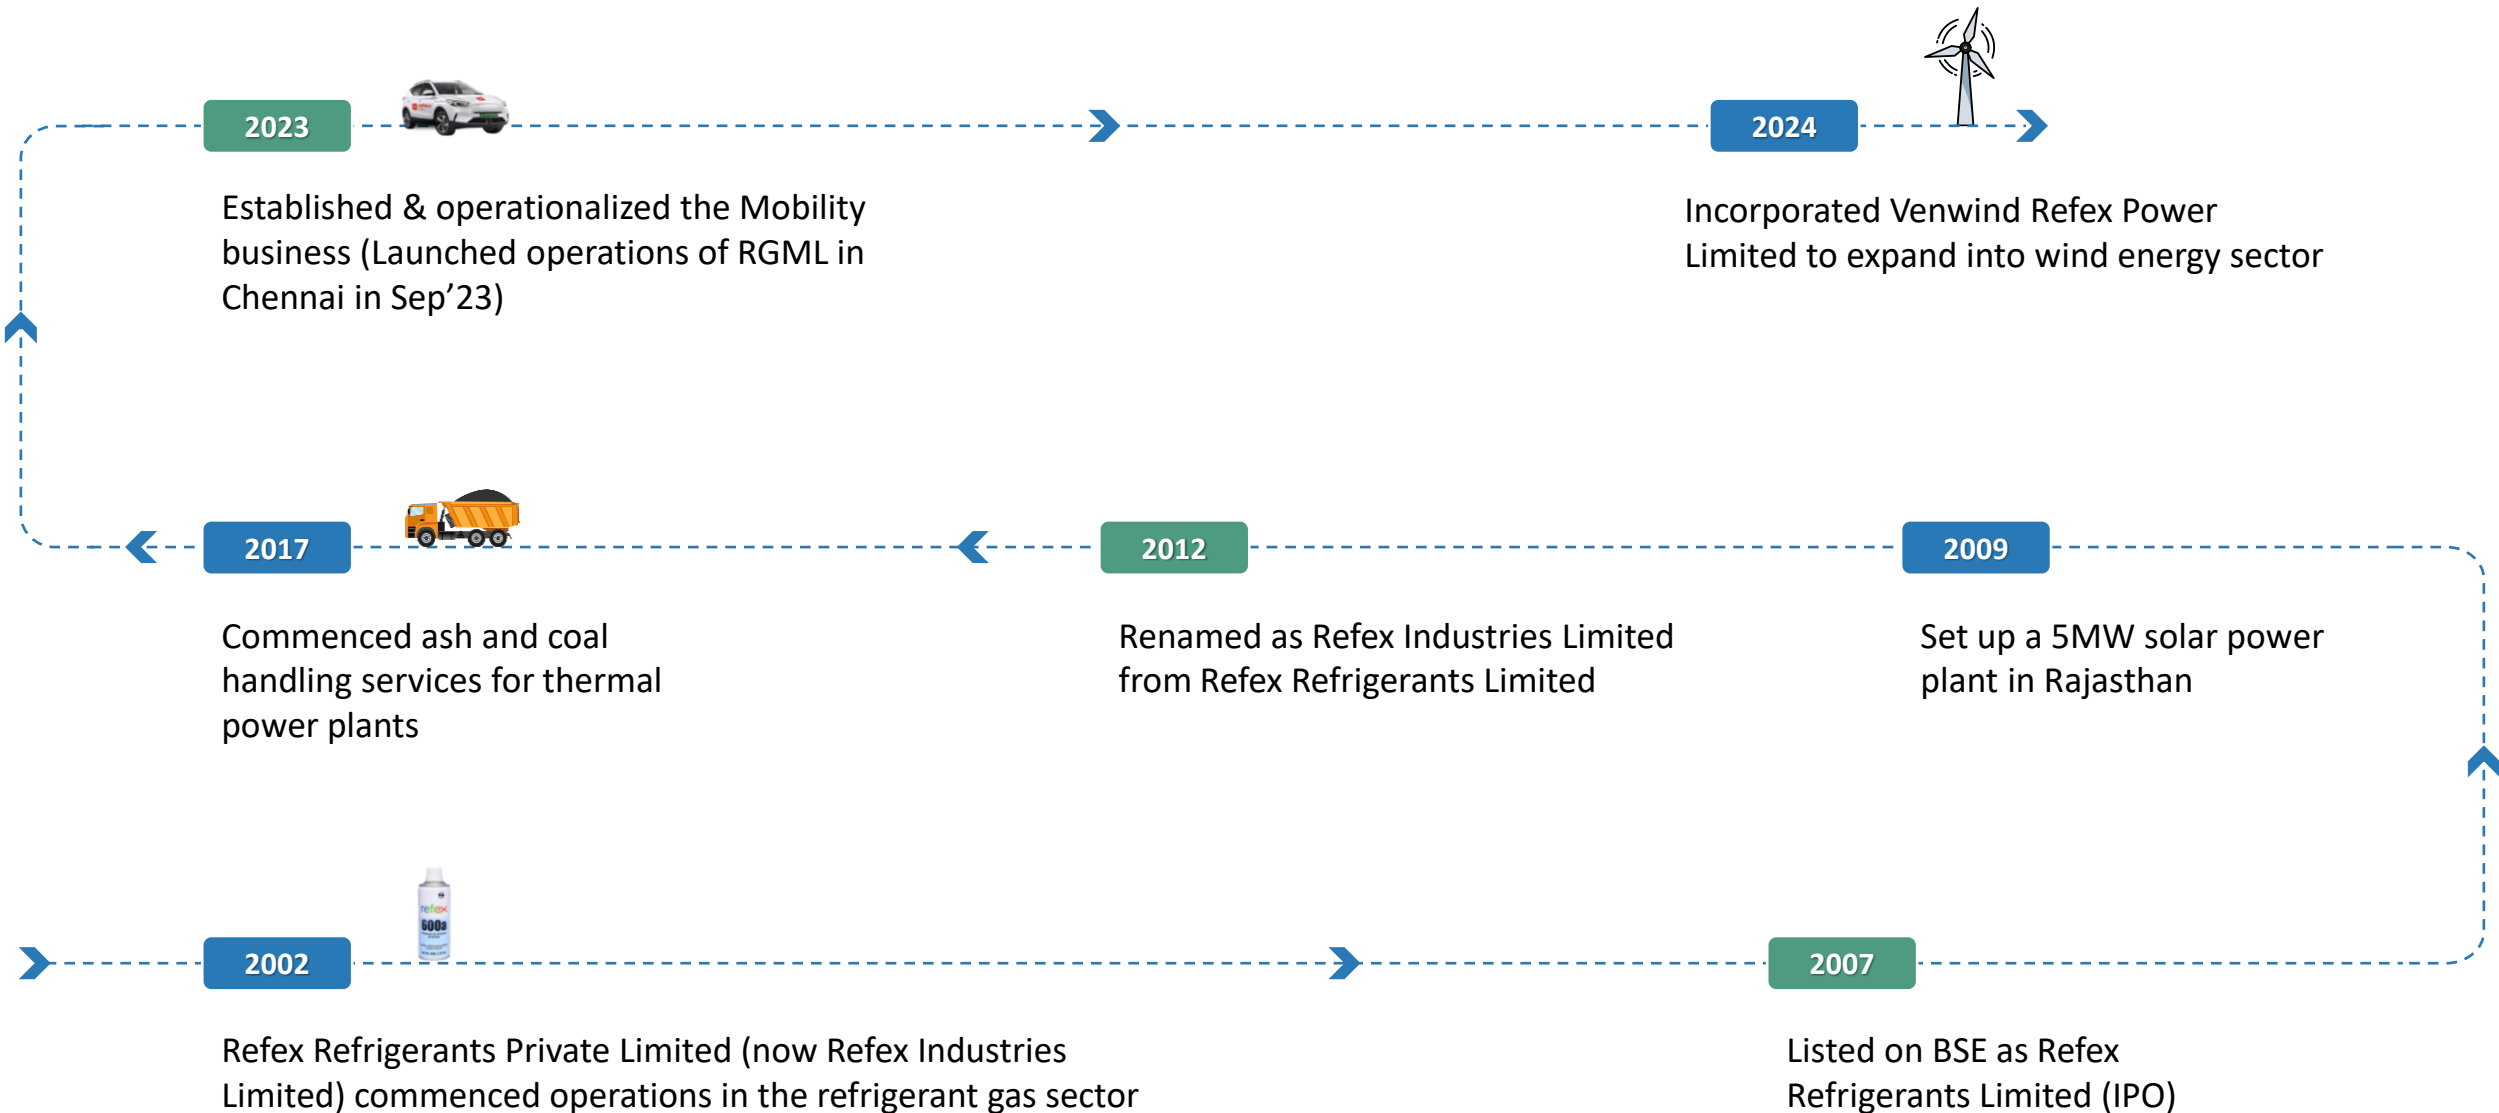 2023
2024
Established & operationalized the Mobility
business (Launched operations of RGML in
Chennai in Sep’23)
Incorporated Venwind Refex Power
Limited to expand into wind energy sector
2017
2012
2009
Commenced ash and coal
handling services for thermal
power plants
Renamed as Refex Industries Limited
from Refex Refrigerants Limited
Set up a 5MW solar power
plant in Rajasthan
refex
600a
2002
2007
Refex Refrigerants Private Limited (now Refex Industries
Limited) commenced operations in the refrigerant gas sector
Listed on BSE as Refex
Refrigerants Limited (IPO)